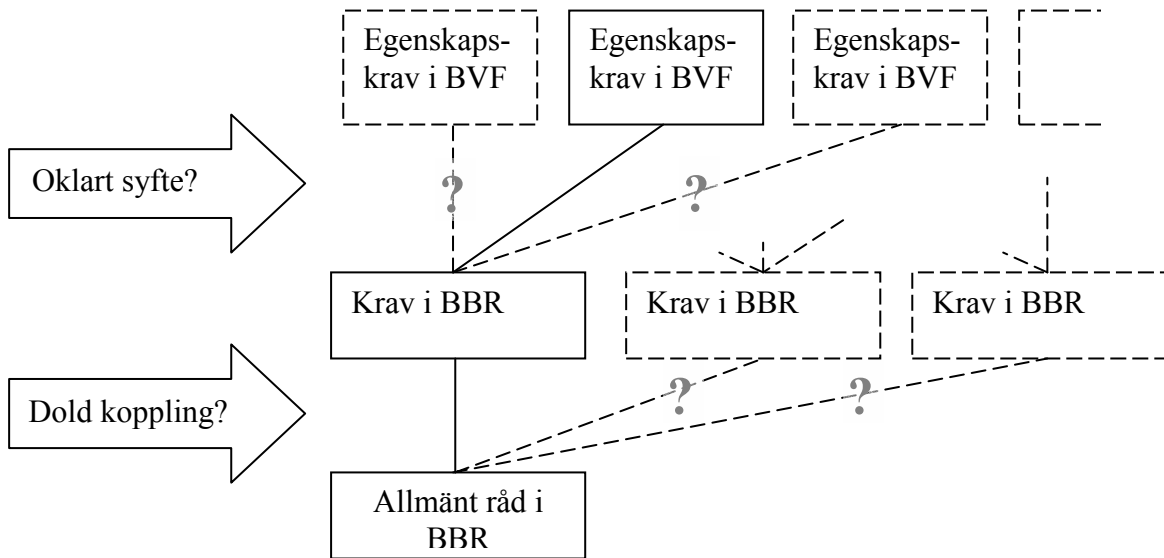 Egenskaps-
krav i BVF
Egenskaps-
krav i BVF
Egenskaps-
krav i BVF
Oklart syfte?
?
?
Krav i BBR
Krav i BBR
Krav i BBR
Dold koppling?
?
?
Allmänt råd i
BBR